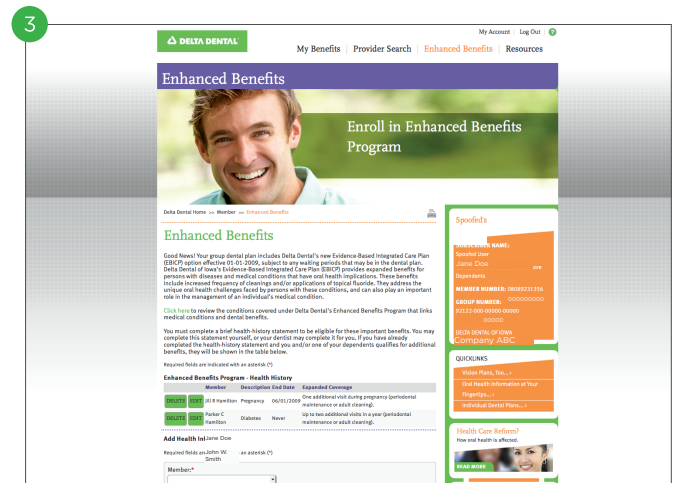 3
My Account | Log Out | ?
DELTA DENTAL
My Benefits | Provider Search | Enhanced Benefits | Resources
Enhanced Benefits
Enroll in Enhanced Benefits
Program
Delta Dental Home >> Member >> Enhanced Benefits
Enhanced Benefits
Good News! Your group dental plan includes Delta Dental's new Evidence-Based Integrated Care Plan
(EBICP) option effective 01-01-2009, subject to any waiting periods that may be in the dental plan.
Delta Dental of Iowa's Evidence-Based Integrated Care Plan (EBICP) provides expanded benefits for
persons with diseases and medical conditions that have oral health implications. These benefits
include increased frequency of cleanings and/or applications of topical fluoride. They address the
unique oral health challenges faced by persons with these conditions, and can also play an important
role in the management of an individual's medical condition.
Click here to review the conditions covered under Delta Dental's Enhanced Benefits Program that links
medical conditions and dental benefits.
You must complete a brief health-history statement to be eligible for these important benefits. You may
complete this statement yourself, or your dentist may complete it for you. If you have already
completed the health-history statement and you and/or one of your dependents qualifies for additional
benefits, they will be shown in the table below.
Required fields are indicated with an asterisk (*)
Enhanced Benefits Program - Health History
Member Description End Date Expanded Coverage
DELETE EDIT Jill R Hamilton Pregnancy 06/01/2009 One additional visit during pregnancy (periodontal
maintenance or adult cleaning).
DELETE EDIT Parker C
Hamilton Diabetes Never Up to two additional visits in a year (periodontal
maintenance or adult cleaning).
Add Health In Jane Doe
Required fields an John W.
Smith an asterisk (*)
Member:*
Spoofed's
NAME:
Spoofed User
Jane Doe
are
Dependents
MEMBER NUMBER: 08089231356
OOOOOOOOO
GROUP NUMBER:
92122-000-00000-00000
OOOOO
DELTA DENTAL OF IOWA
Company ABC
QUICKLINKS
Vision Plans, Too... ›
Oral Health Information at Your
Fingertips... ›
Individual Dental Plans... ›
Health Care Reform?
How oral health is affected.
READ MORE